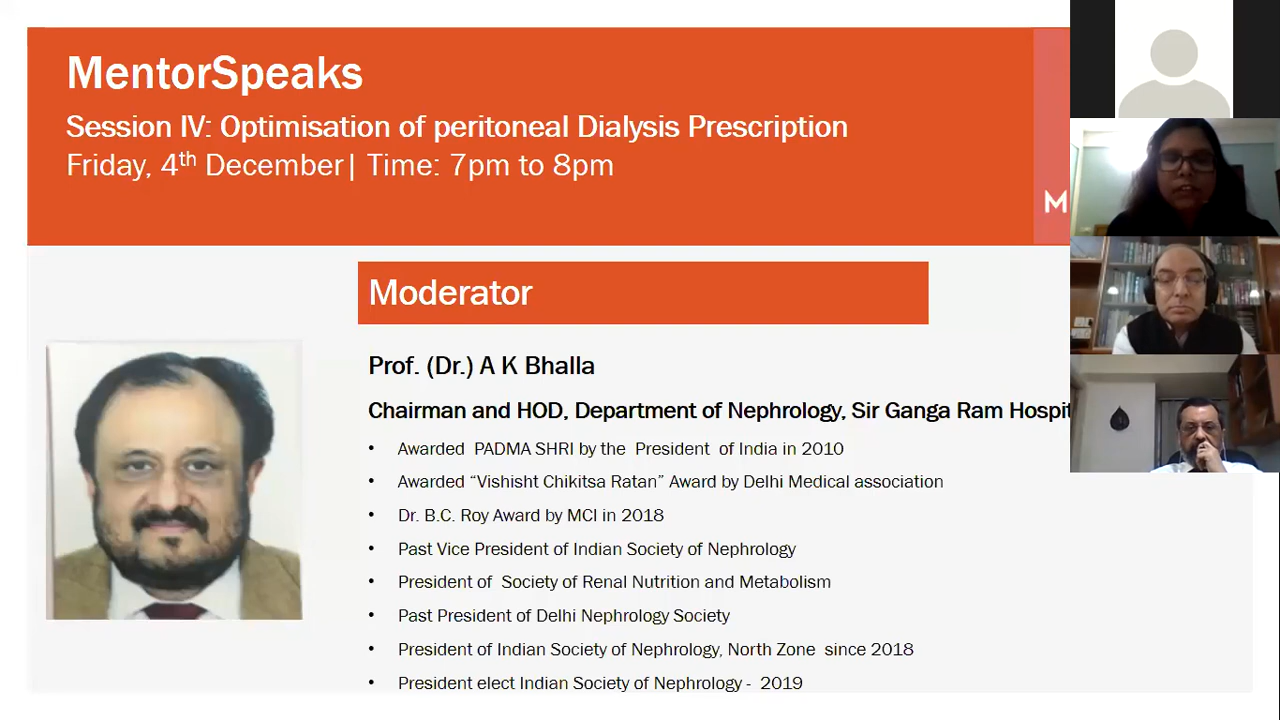 MentorSpeaks
Session IV: Optimisation of peritoneal Dialysis Prescription
Friday, 4th December| Time: 7pm to 8pm
M
Moderator
Prof. (Dr.) A K Bhalla
Chairman and HOD, Department of Nephrology, Sir Ganga Ram Hospit
• Awarded PADMA SHRI by the President of India in 2010
• Awarded “Vishisht Chikitsa Ratan” Award by Delhi Medical association
• Dr. B.C. Roy Award by MCI in 2018
• Past Vice President of Indian Society of Nephrology
• President of Society of Renal Nutrition and Metabolism
• Past President of Delhi Nephrology Society
• President of Indian Society of Nephrology, North Zone since 2018
• President elect Indian Society of Nephrology - 2019